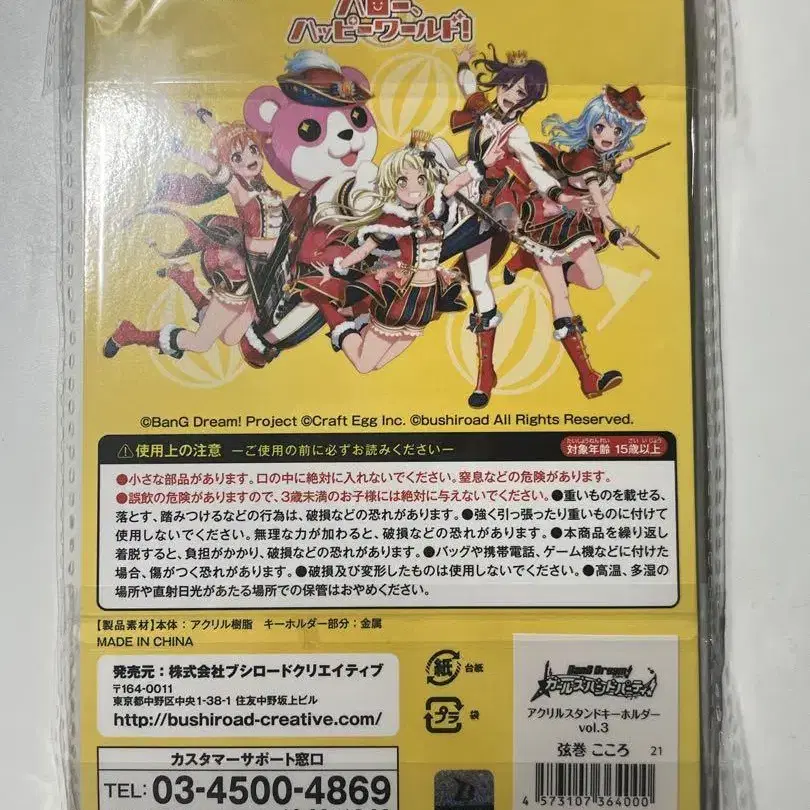 ハロー、
ハッピーワールド!
©BanG Dream! Project ©Craft Egg Inc. ©bushiroad All Rights Reserved.
使用上の注意 ーご使用の前に必ずお読みくださいー
たいしょうねんれい さい い じょう
対象年齢 15歳以上
●小さな部品があります。口の中に絶対に入れないでください。窒息などの危険があります。
●誤飲の危険がありますので、3歳未満のお子様には絶対に与えないでください。●重いものを載せる、
落とす、踏みつけるなどの行為は、破損などの恐れがあります。●強く引っ張ったり重いものに付けて
使用しないでください。無理な力が加わると、破損などの恐れがあります。●本商品を繰り返し
着脱すると、負担がかかり、破損などの恐れがあります。●バッグや携帯電話、ゲーム機などに付けた
場合、傷がつく恐れがあります。●破損及び変形したものは使用しないでください。●高温、多湿の
場所や直射日光があたる場所での保管はおやめください。
【製品素材】本体:アクリル樹脂 キーホルダー部分:金属
MADE IN CHINA
発売元:株式会社ブシロードクリエイティブ
〒164-0011
東京都中野区中央1-38-1 住友中野坂上ビル
http://bushiroad-creative.com/
紙 台紙
プラ 袋
カスタマーサポート窓口
TEL: 03-4500-4869
BanG Dream!
ガールズバンドパーティ!
アクリルスタンドキーホルダー
vol.3
弦巻 こころ 21
4 573107 364000